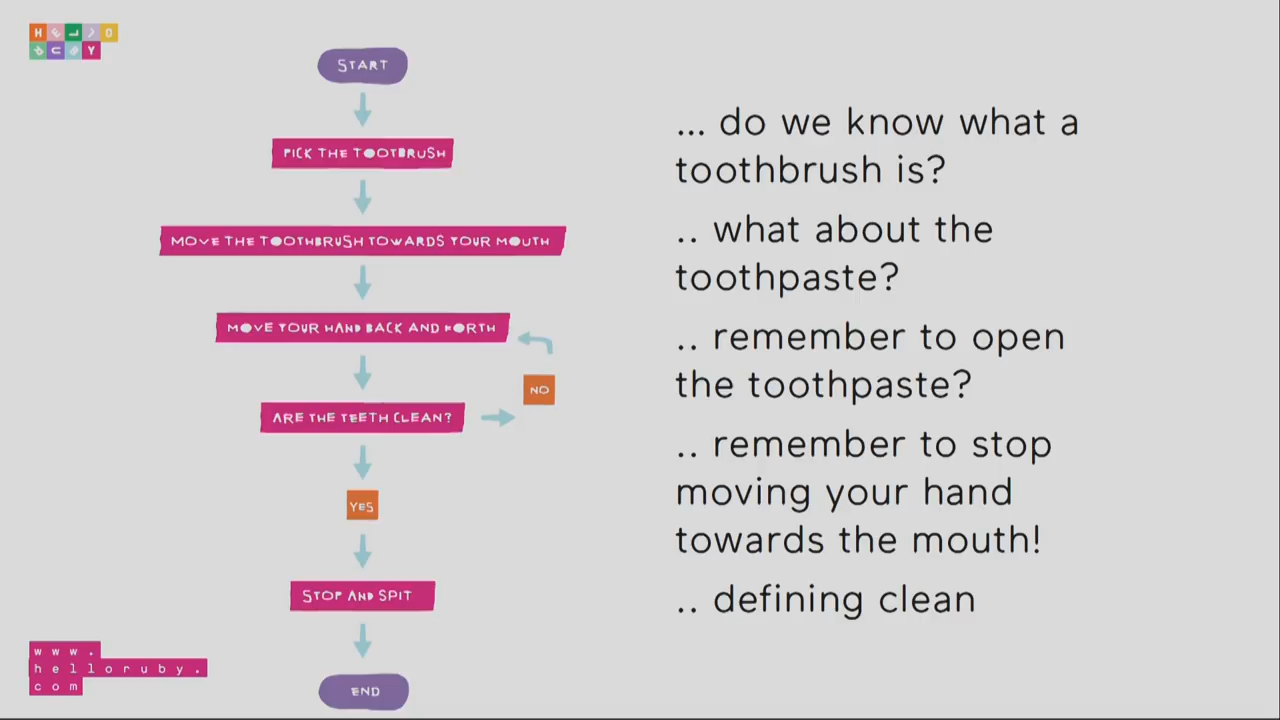 HELLO
RUBY
START
PICK THE TOOTBRUSH
MOVE THE TOOTHBRUSH TOWARDS YOUR MOUTH
MOVE YOUR HAND BACK AND FORTH
NO
ARE THE TEETH CLEAN?
YES
STOP AND SPIT
END
... do we know what a
toothbrush is?
.. what about the
toothpaste?
.. remember to open
the toothpaste?
.. remember to stop
moving your hand
towards the mouth!
.. defining clean
www.
helloruby.
com